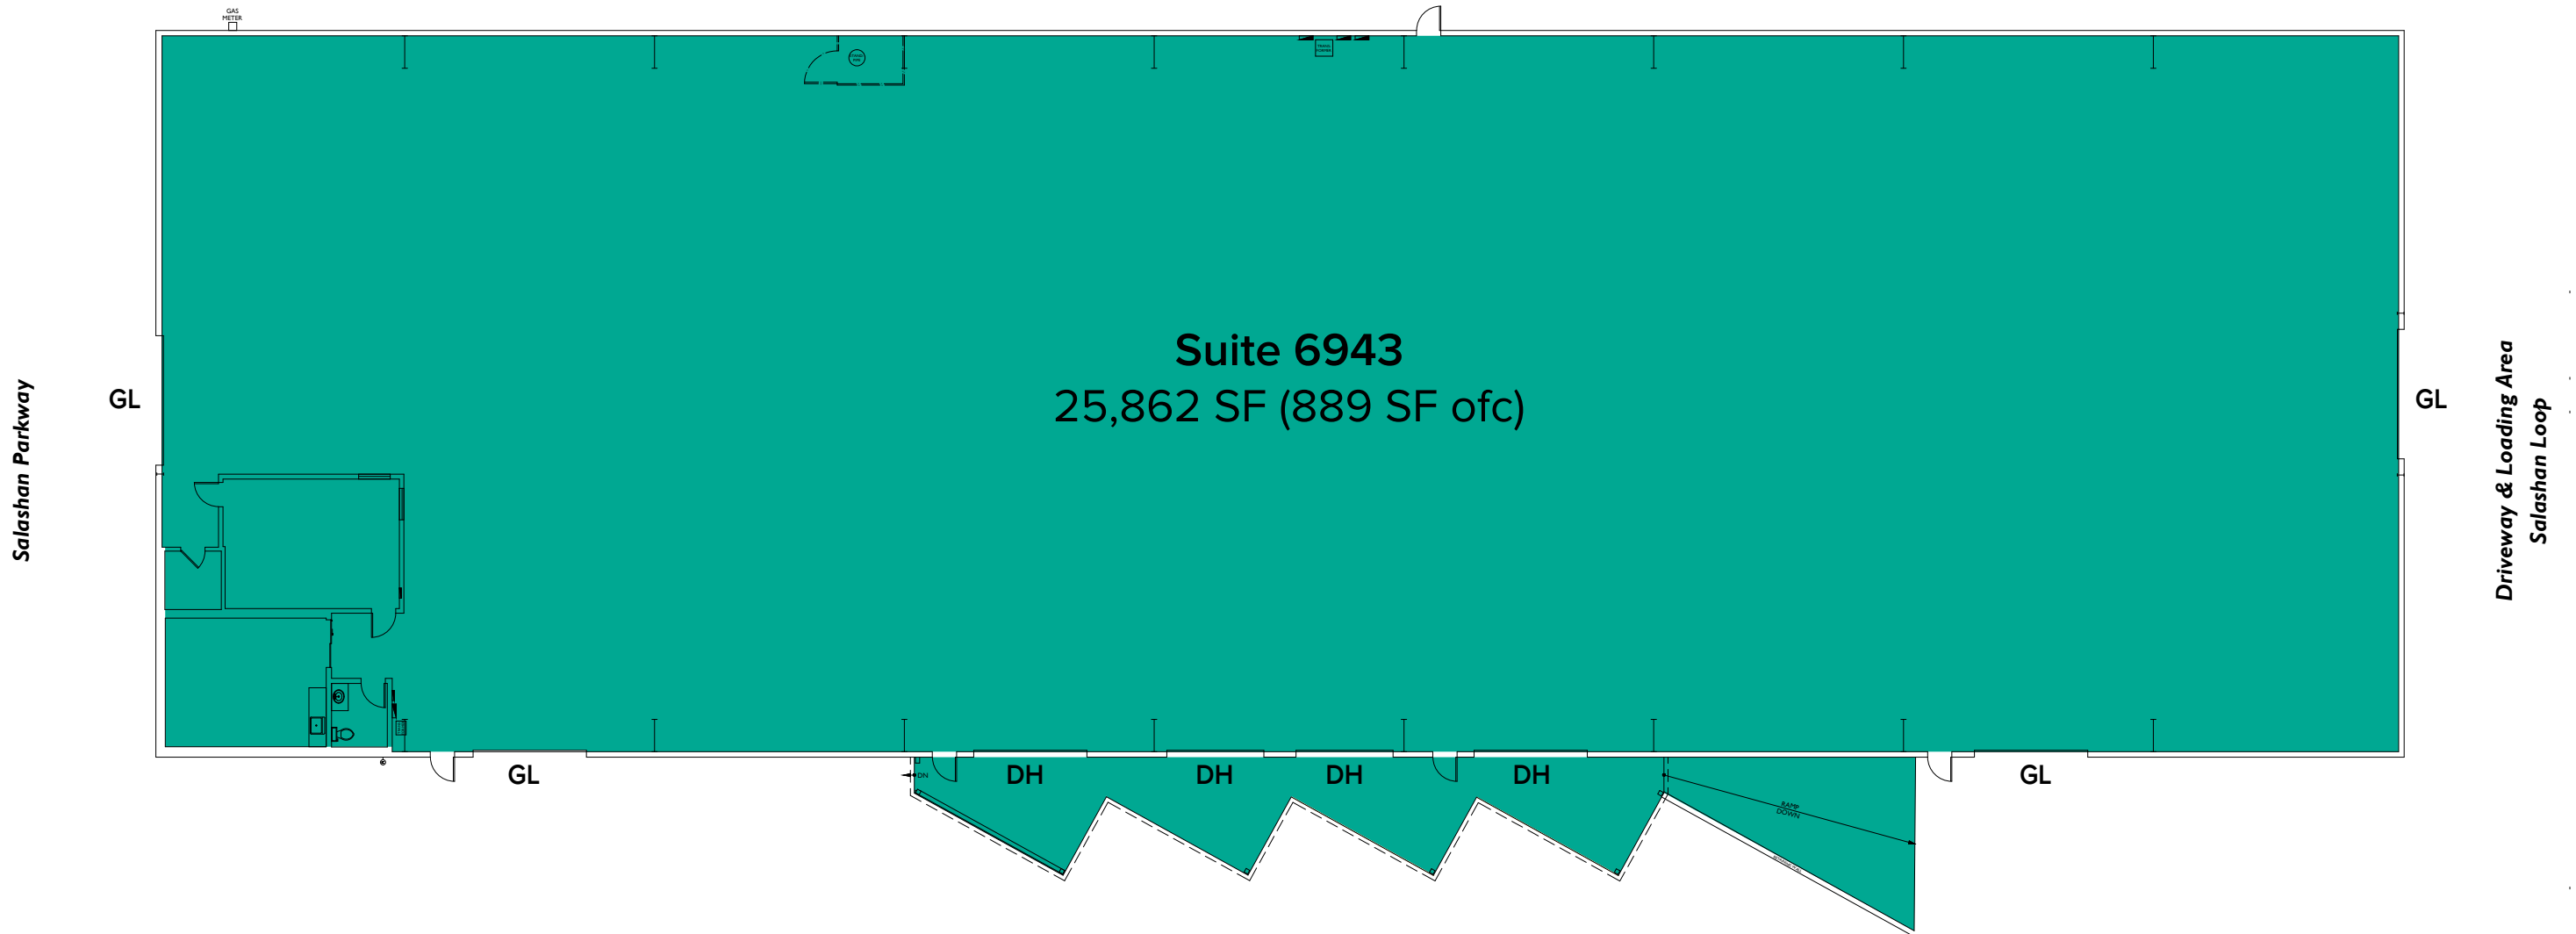 GAS
METER
Suite 6943
25,862 SF (889 SF ofc)
Salashan Parkway
GL
GL
Driveway & Loading Area
Salashan Loop
GL
DN
DH
DH
DH
DH
GL
RAMP
DOWN